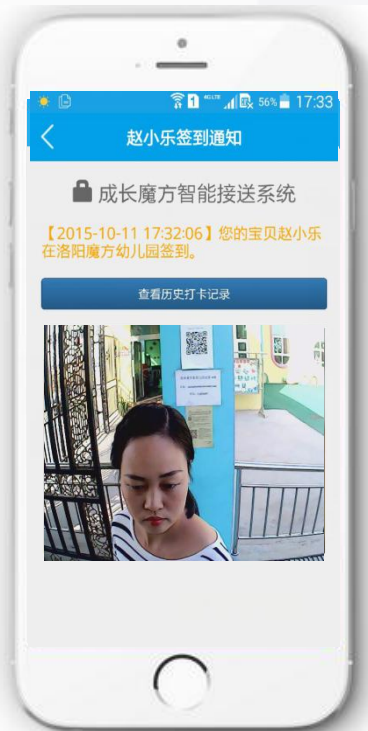 56% 17:33
赵小乐签到通知
成长魔方智能接送系统
【2015-10-11 17:32:06】您的宝贝赵小乐
在洛阳魔方幼儿园签到。
查看历史打卡记录